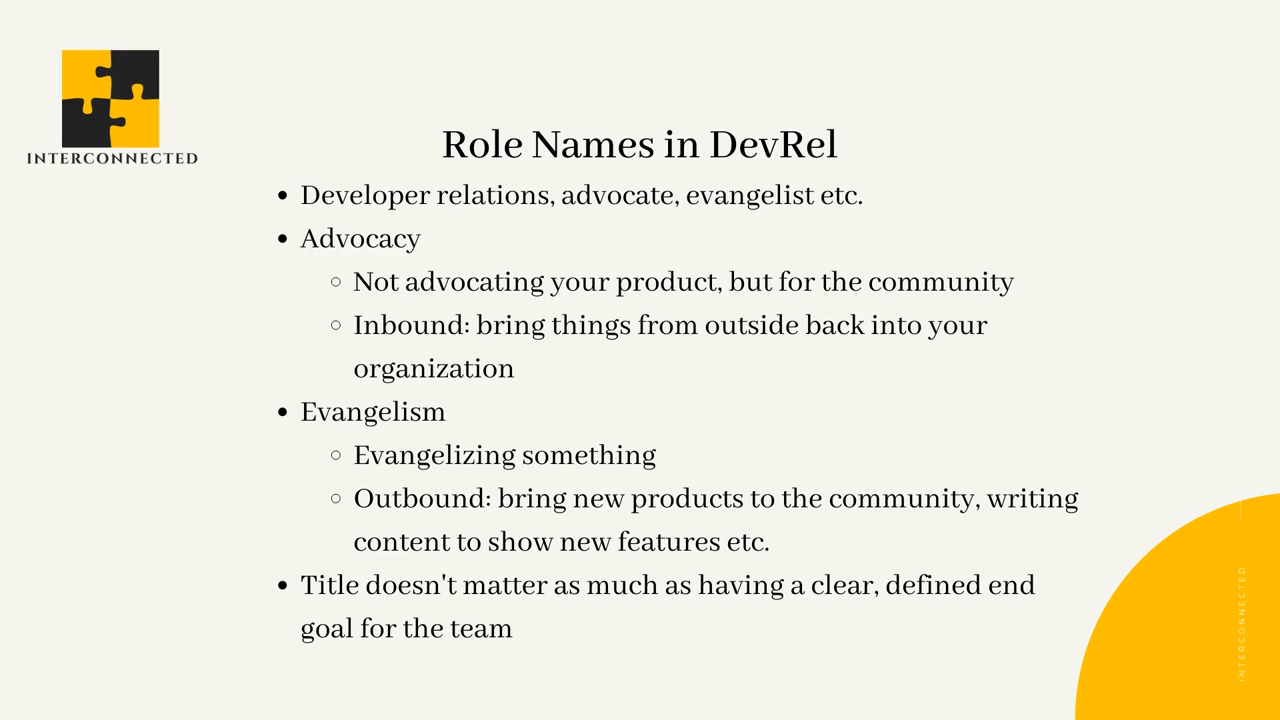 INTERCONNECTED
Role Names in DevRel
• Developer relations, advocate, evangelist etc.
• Advocacy
○ Not advocating your product, but for the community
○ Inbound: bring things from outside back into your
organization
• Evangelism
○ Evangelizing something
○ Outbound: bring new products to the community, writing
content to show new features etc.
• Title doesn't matter as much as having a clear, defined end
goal for the team
INTERCONNECTED